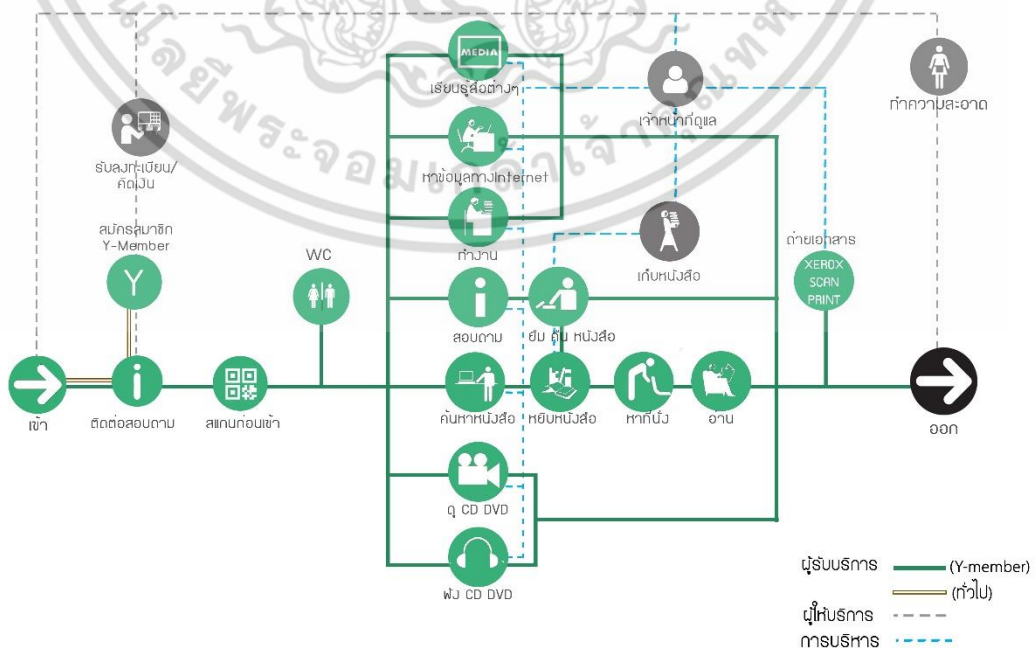 MEDIA
เรียนรู้สื่อต่างๆ
เจ้าหน้าที่ดูแล
ทำความสะอาด
รับลงทะเบียน/
คิดเงิน
หาข้อมูลทางInternet
สมัครสมาชิก
Y-Member
Y
WC
ทำงาน
เก็บหนังสือ
ถ่ายเอกสาร
XEROX
SCAN
PRINT
i
สอบถาม
ยืม คืน หนังสือ
เข้า
i
ติดต่อสอบถาม
สแกนก่อนเข้า
ค้นหาหนังสือ
หยิบหนังสือ
หาที่นั่ง
อ่าน
ออก
ดู CD DVD
ฟัง CD DVD
ผู้รับบริการ (Y-member)
(ทั่วไป)
ผู้ให้บริการ
การบริหาร